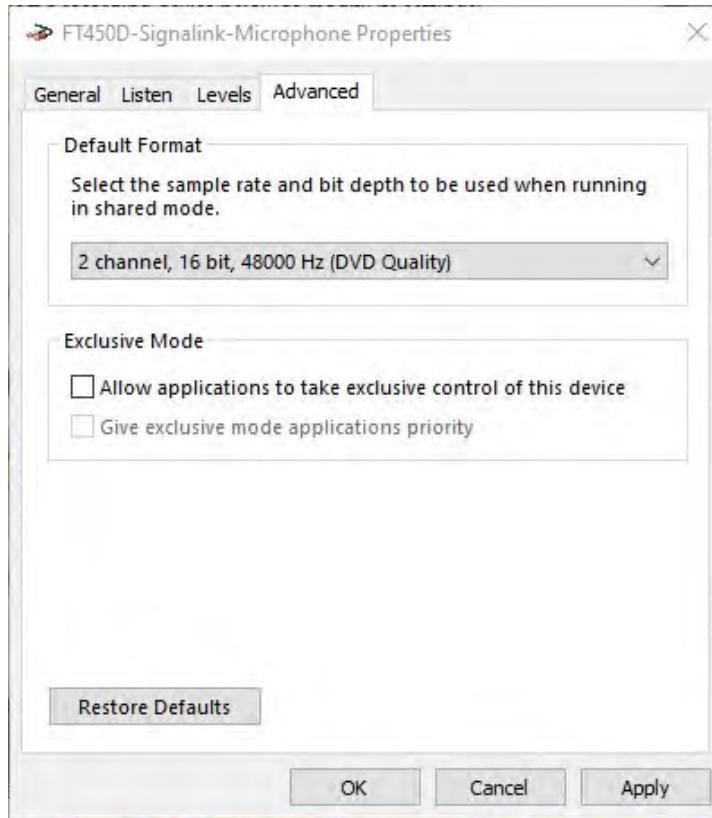 FT450D-Signalink-Microphone Properties
General Listen Levels Advanced
Default Format
Select the sample rate and bit depth to be used when running
in shared mode.
2 channel, 16 bit, 48000 Hz (DVD Quality)
Exclusive Mode
Allow applications to take exclusive control of this device
Give exclusive mode applications priority
Restore Defaults
OK Cancel Apply